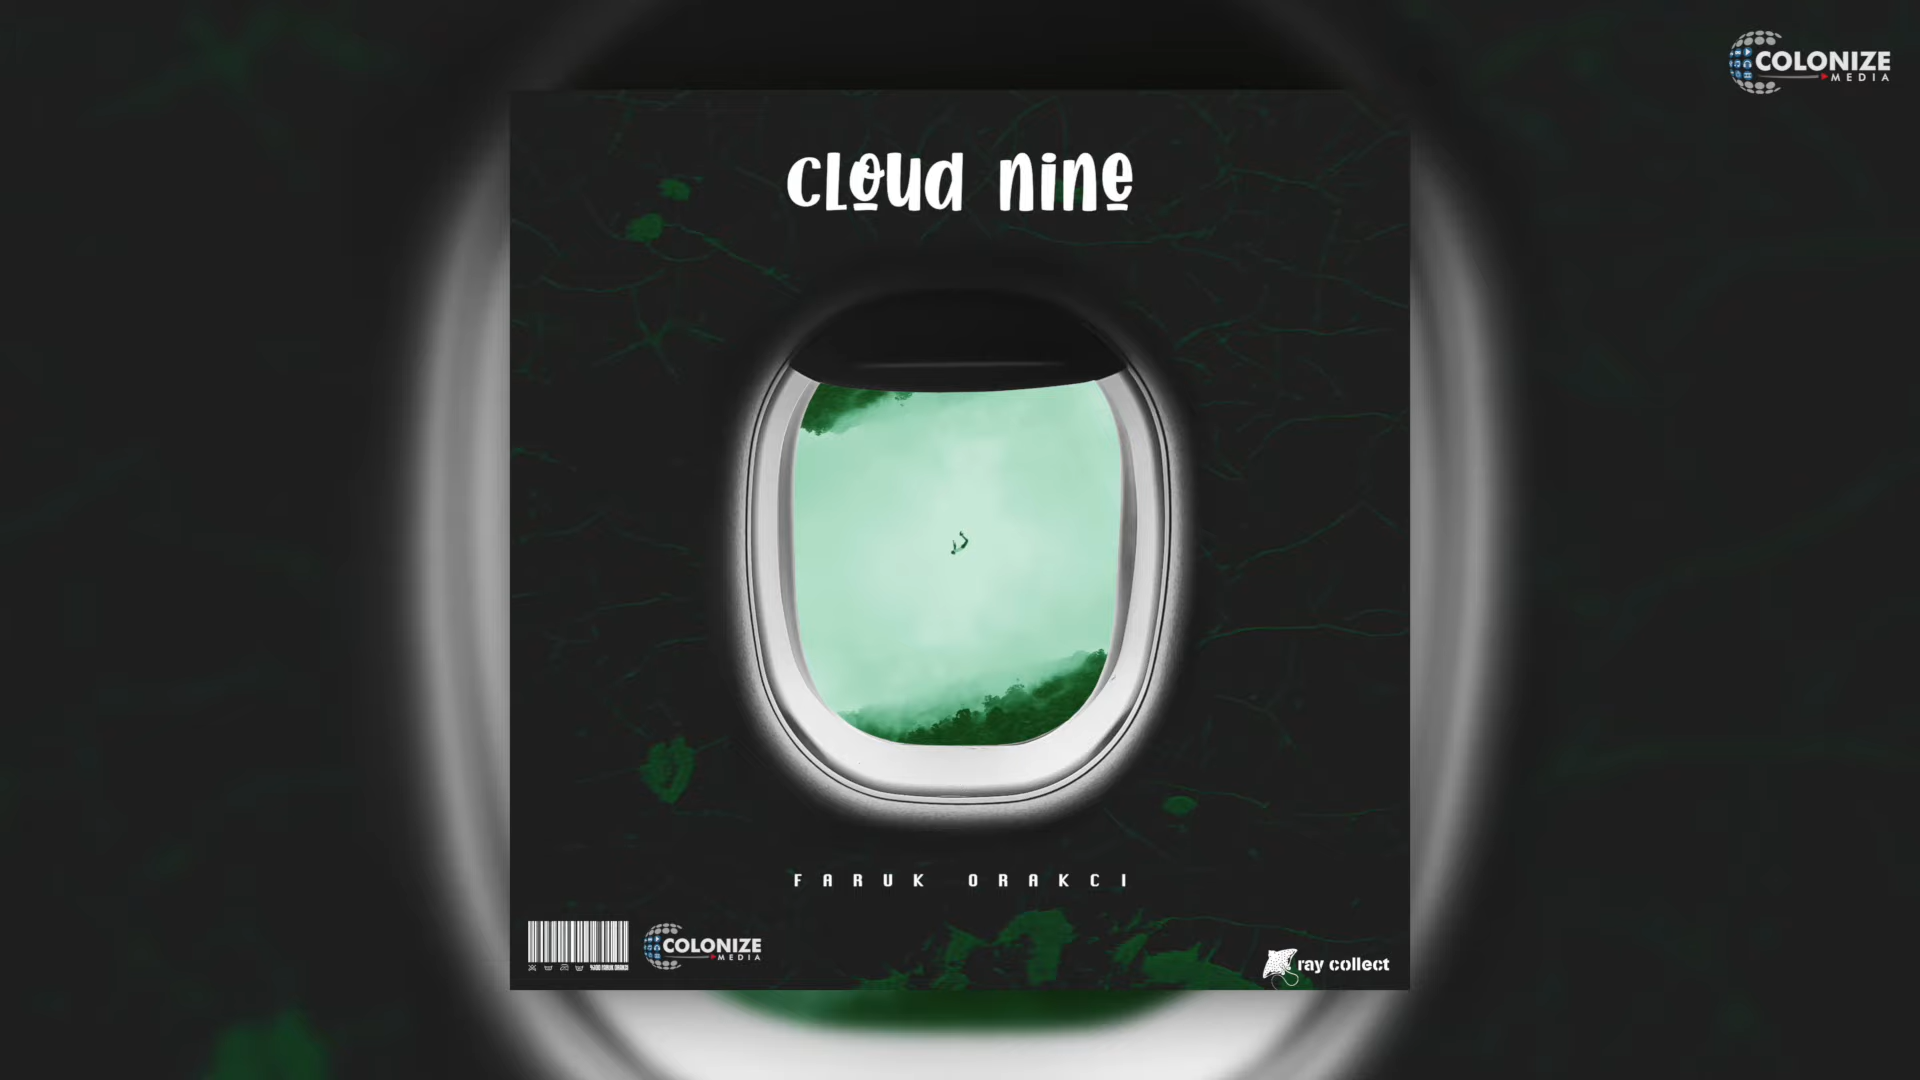 COLONIZE
MEDIA
cloud nine
FARUK ORAKCI
COLONIZE
MEDIA
ray collect